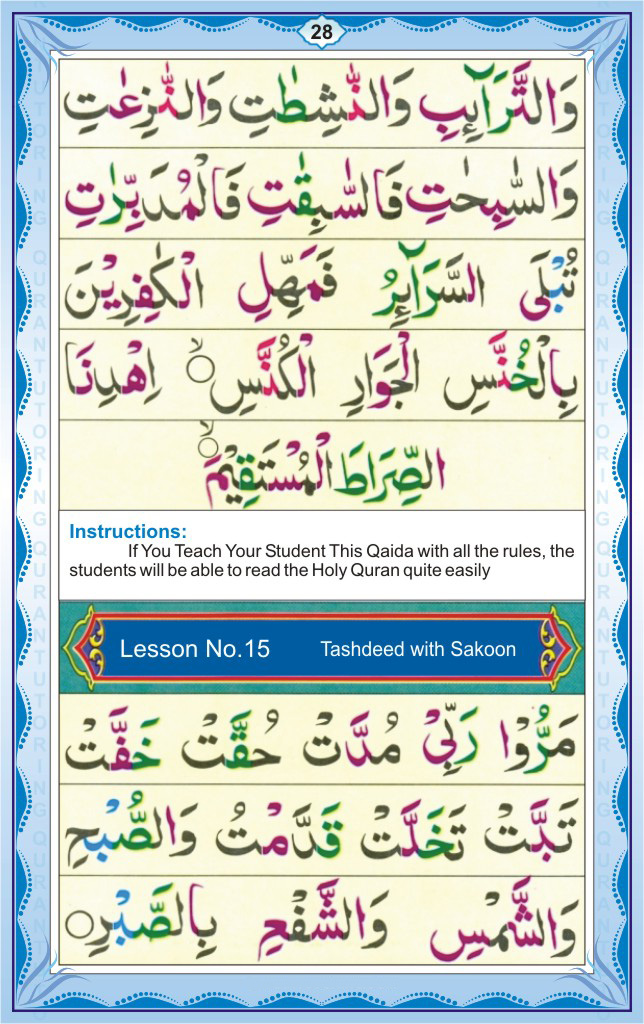 28
وَالتَّرَآئِبِ وَالنّٰشِطٰتِ وَالنّٰزِعٰتِ
وَالسّٰبِحٰتِ فَالسّٰبِقٰتِ فَالْمُدَبِّرٰتِ
تُبْلَى السَّرَآئِرُ فَمَهِّلِ الْكٰفِرِيْنَ
بِالْخُنَّسِ الْجَوَارِ الْكُنَّسِ ۙ اِهْدِنَا
الصِّرَاطَ الْمُسْتَقِيْمَ ۙ
Instructions:
If You Teach Your Student This Qaida with all the rules, the
students will be able to read the Holy Quran quite easily
Lesson No.15 Tashdeed with Sakoon
مَرُّوْا رَبِّىْ مُدَّتْ حُقَّتْ خَفَّتْ
تَبَّتْ تَخَلَّتْ قَدَّمْتُ وَالصُّبْحِ
وَالشَّمْسِ وَالشَّفْعِ بِالصَّبْرِ ○
QURANTUTORING